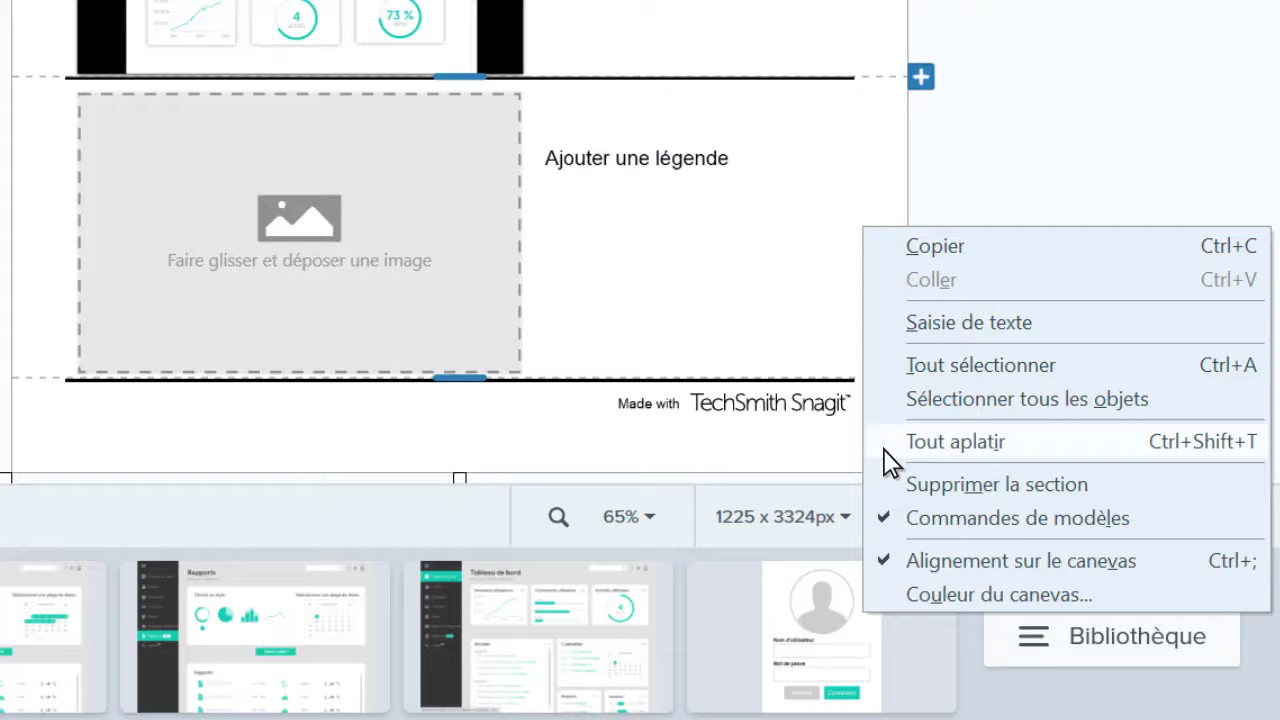 4
73 %
Ajouter une légende
Faire glisser et déposer une image
Made with TechSmith Snagit™
Copier Ctrl+C
Coller Ctrl+V
Saisie de texte
Tout sélectionner Ctrl+A
Sélectionner tous les objets
Tout aplatir Ctrl+Shift+T
Supprimer la section
Commandes de modèles
Alignement sur le canevas Ctrl+;
Couleur du canevas...
65%
1225 x 3324px
Bibliothèque
Rapports
Tableau de bord
4
Rapports
Nom d'utilisateur
Mot de passe